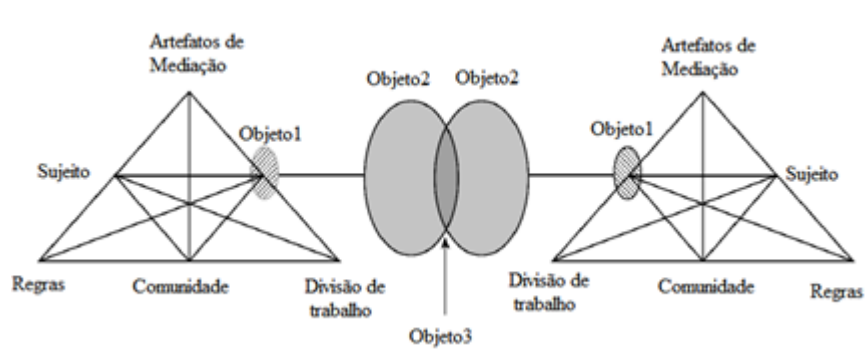 Artefatos de
Mediação
Objeto1
Sujeito
Regras
Comunidade
Divisão de
trabalho
Objeto2
Objeto2
Objeto3
Artefatos de
Mediação
Objeto1
Sujeito
Divisão de
trabalho
Comunidade
Regras